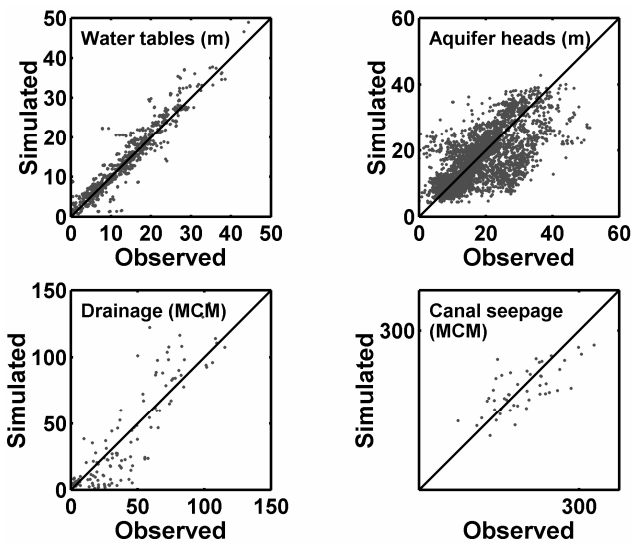 50
40
30
20
10
0
Simulated
Water tables (m)
0 10 20 30 40 50
Observed
60
40
20
0
Simulated
Aquifer heads (m)
0 20 40 60
Observed
150
100
50
0
Simulated
Drainage (MCM)
0 50 100 150
Observed
300
Simulated
Canal seepage
(MCM)
300
Observed